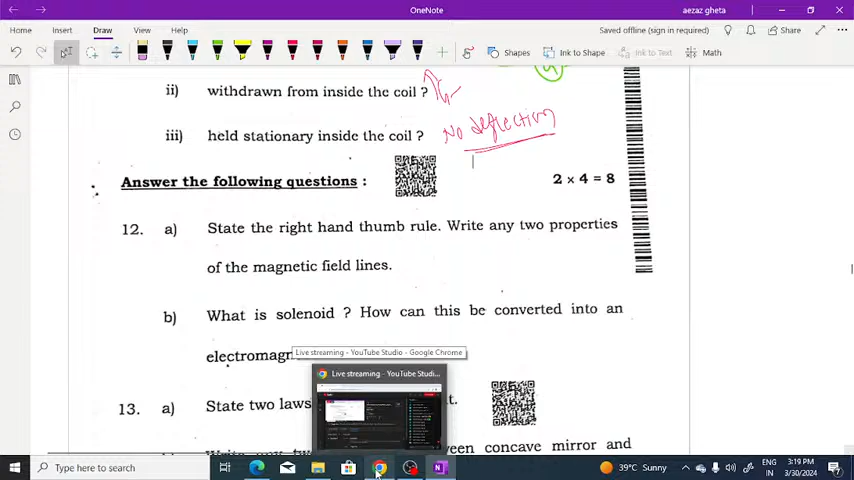 OneNote
aezaz gheta
File Home Insert Draw View Help
Saved offline (sign in required)
Share
Shapes
Ink to Shape
Ink to Text
Math
ii) withdrawn from inside the coil ?
iii) held stationary inside the coil ?
No deflection
Answer the following questions : 2 × 4 = 8
12. a) State the right hand thumb rule. Write any two properties
of the magnetic field lines.
b) What is solenoid ? How can this be converted into an
electromagn
Live streaming - YouTube Studio - Google Chrome
Live streaming - YouTube Studi...
13. a) State two laws t.
een concave mirror and
Type here to search
39°C Sunny
ENG
IN
3:19 PM
3/30/2024